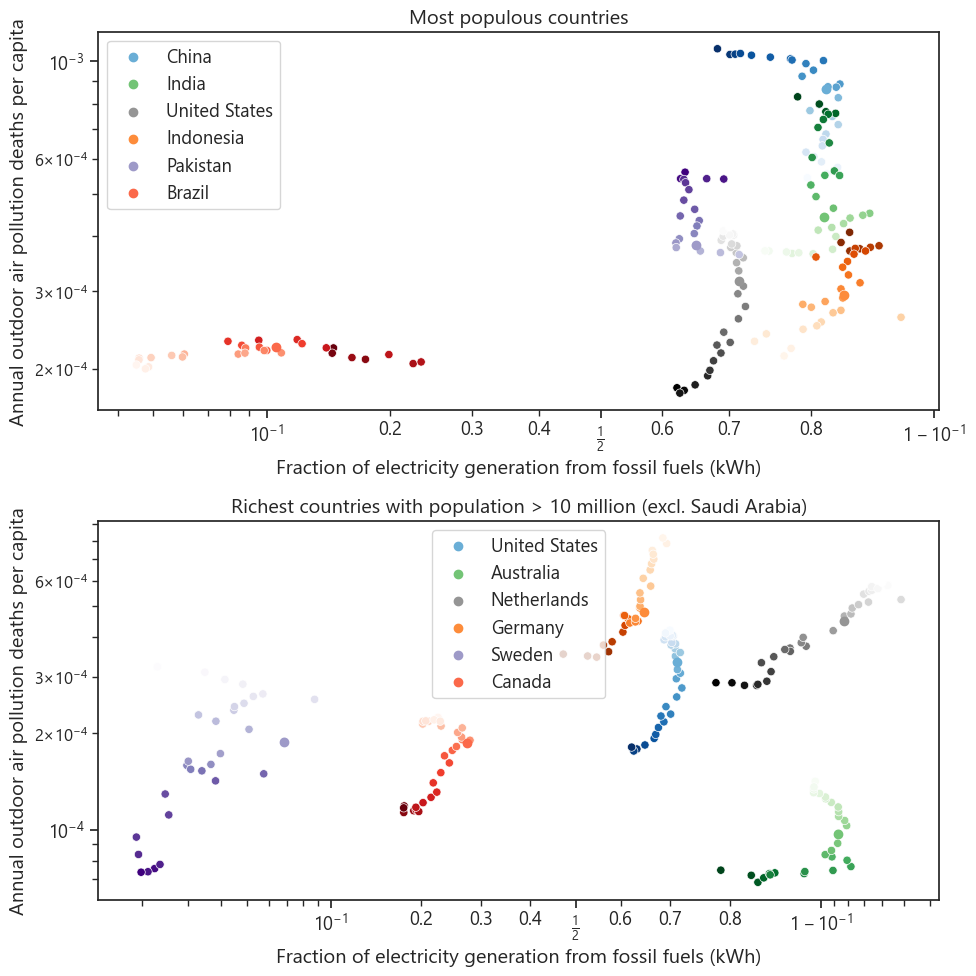 Most populous countries
Annual outdoor air pollution deaths per capita
10⁻³
6×10⁻⁴
3×10⁻⁴
2×10⁻⁴
China
India
United States
Indonesia
Pakistan
Brazil
10⁻¹ 0.2 0.3 0.4 1/2 0.6 0.7 0.8 1−10⁻¹
Fraction of electricity generation from fossil fuels (kWh)
Richest countries with population > 10 million (excl. Saudi Arabia)
Annual outdoor air pollution deaths per capita
6×10⁻⁴
3×10⁻⁴
2×10⁻⁴
10⁻⁴
United States
Australia
Netherlands
Germany
Sweden
Canada
10⁻¹ 0.2 0.3 0.4 1/2 0.6 0.7 0.8 1−10⁻¹
Fraction of electricity generation from fossil fuels (kWh)